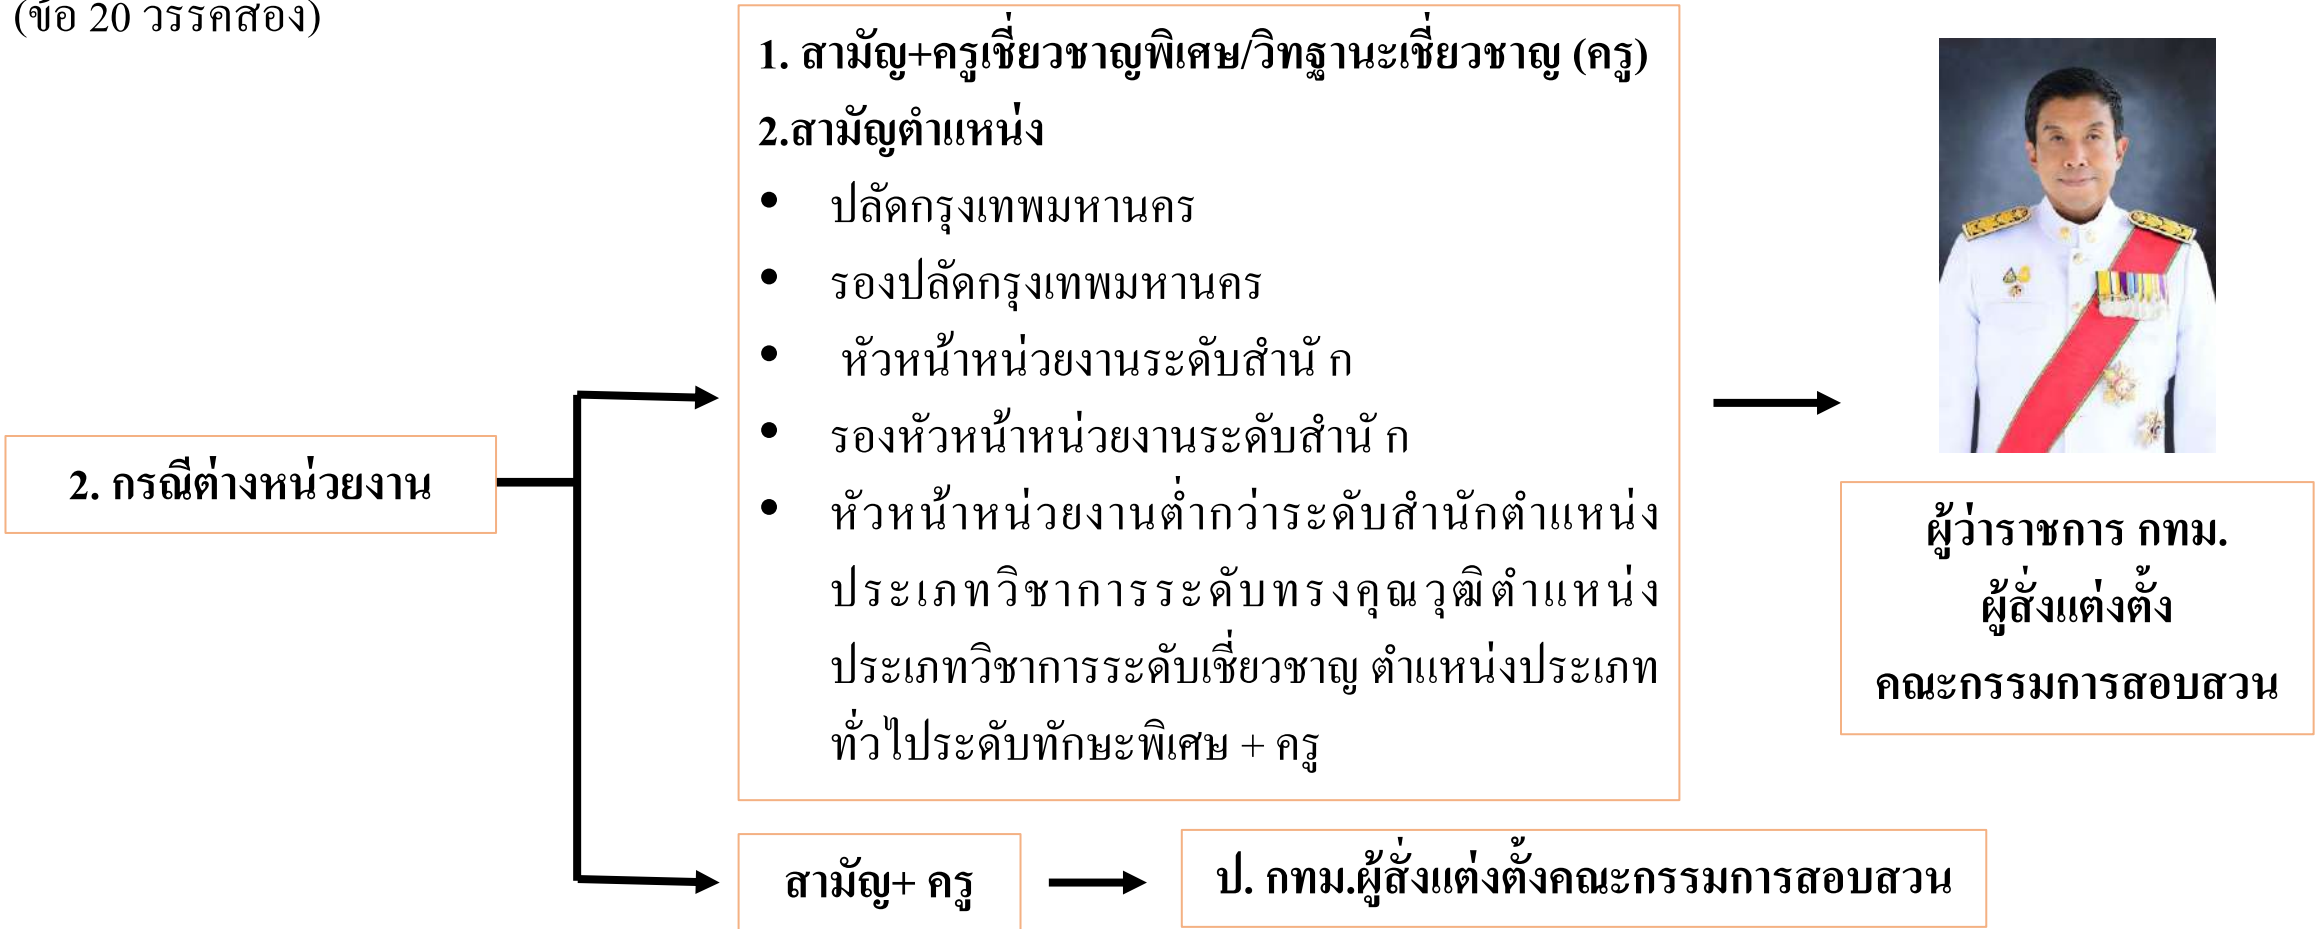 (ข้อ 20 วรรคสอง)
1. สามัญ+ครูเชี่ยวชาญพิเศษ/วิทฐานะเชี่ยวชาญ (ครู)
2.สามัญตำแหน่ง
• ปลัดกรุงเทพมหานคร
• รองปลัดกรุงเทพมหานคร
• หัวหน้าหน่วยงานระดับสำนั ก
• รองหัวหน้าหน่วยงานระดับสำนั ก
• หัวหน้าหน่วยงานต่ำกว่าระดับสำนักตำแหน่ง
ประเภทวิชาการระดับทรงคุณวุฒิตำแหน่ง
ประเภทวิชาการระดับเชี่ยวชาญ ตำแหน่งประเภท
ทั่วไประดับทักษะพิเศษ + ครู
2. กรณีต่างหน่วยงาน
ผู้ว่าราชการ กทม.
ผู้สั่งแต่งตั้ง
คณะกรรมการสอบสวน
สามัญ+ ครู
ป. กทม.ผู้สั่งแต่งตั้งคณะกรรมการสอบสวน